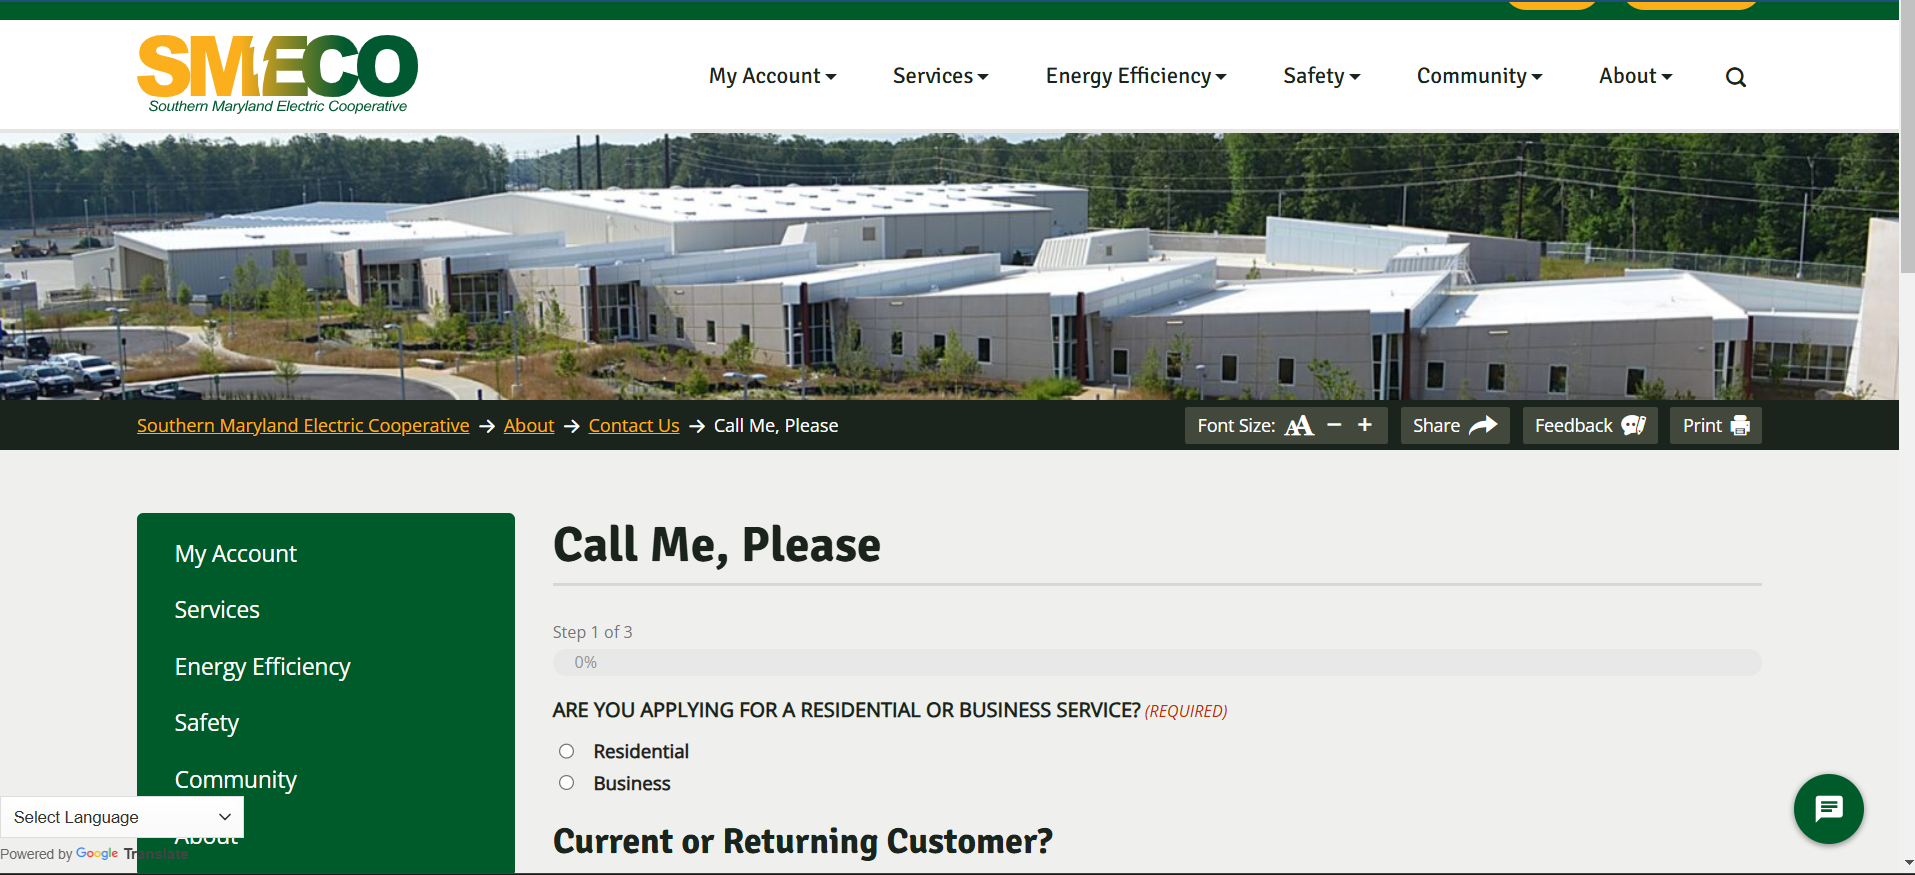 SMECO
Southern Maryland Electric Cooperative
My Account
Services
Energy Efficiency
Safety
Community
About
Southern Maryland Electric Cooperative → About → Contact Us → Call Me, Please
Font Size: AA − +
Share
Feedback
Print
My Account
Services
Energy Efficiency
Safety
Community
About
Select Language
Powered by Google Translate
Call Me, Please
Step 1 of 3
0%
ARE YOU APPLYING FOR A RESIDENTIAL OR BUSINESS SERVICE? (REQUIRED)
Residential
Business
Current or Returning Customer?